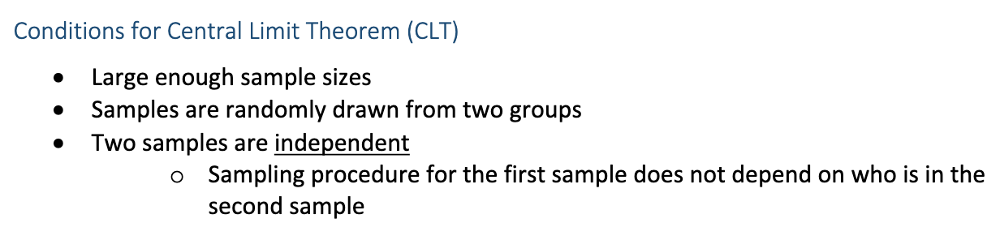 Conditions for Central Limit Theorem (CLT)
• Large enough sample sizes
• Samples are randomly drawn from two groups
• Two samples are independent
o Sampling procedure for the first sample does not depend on who is in the
second sample